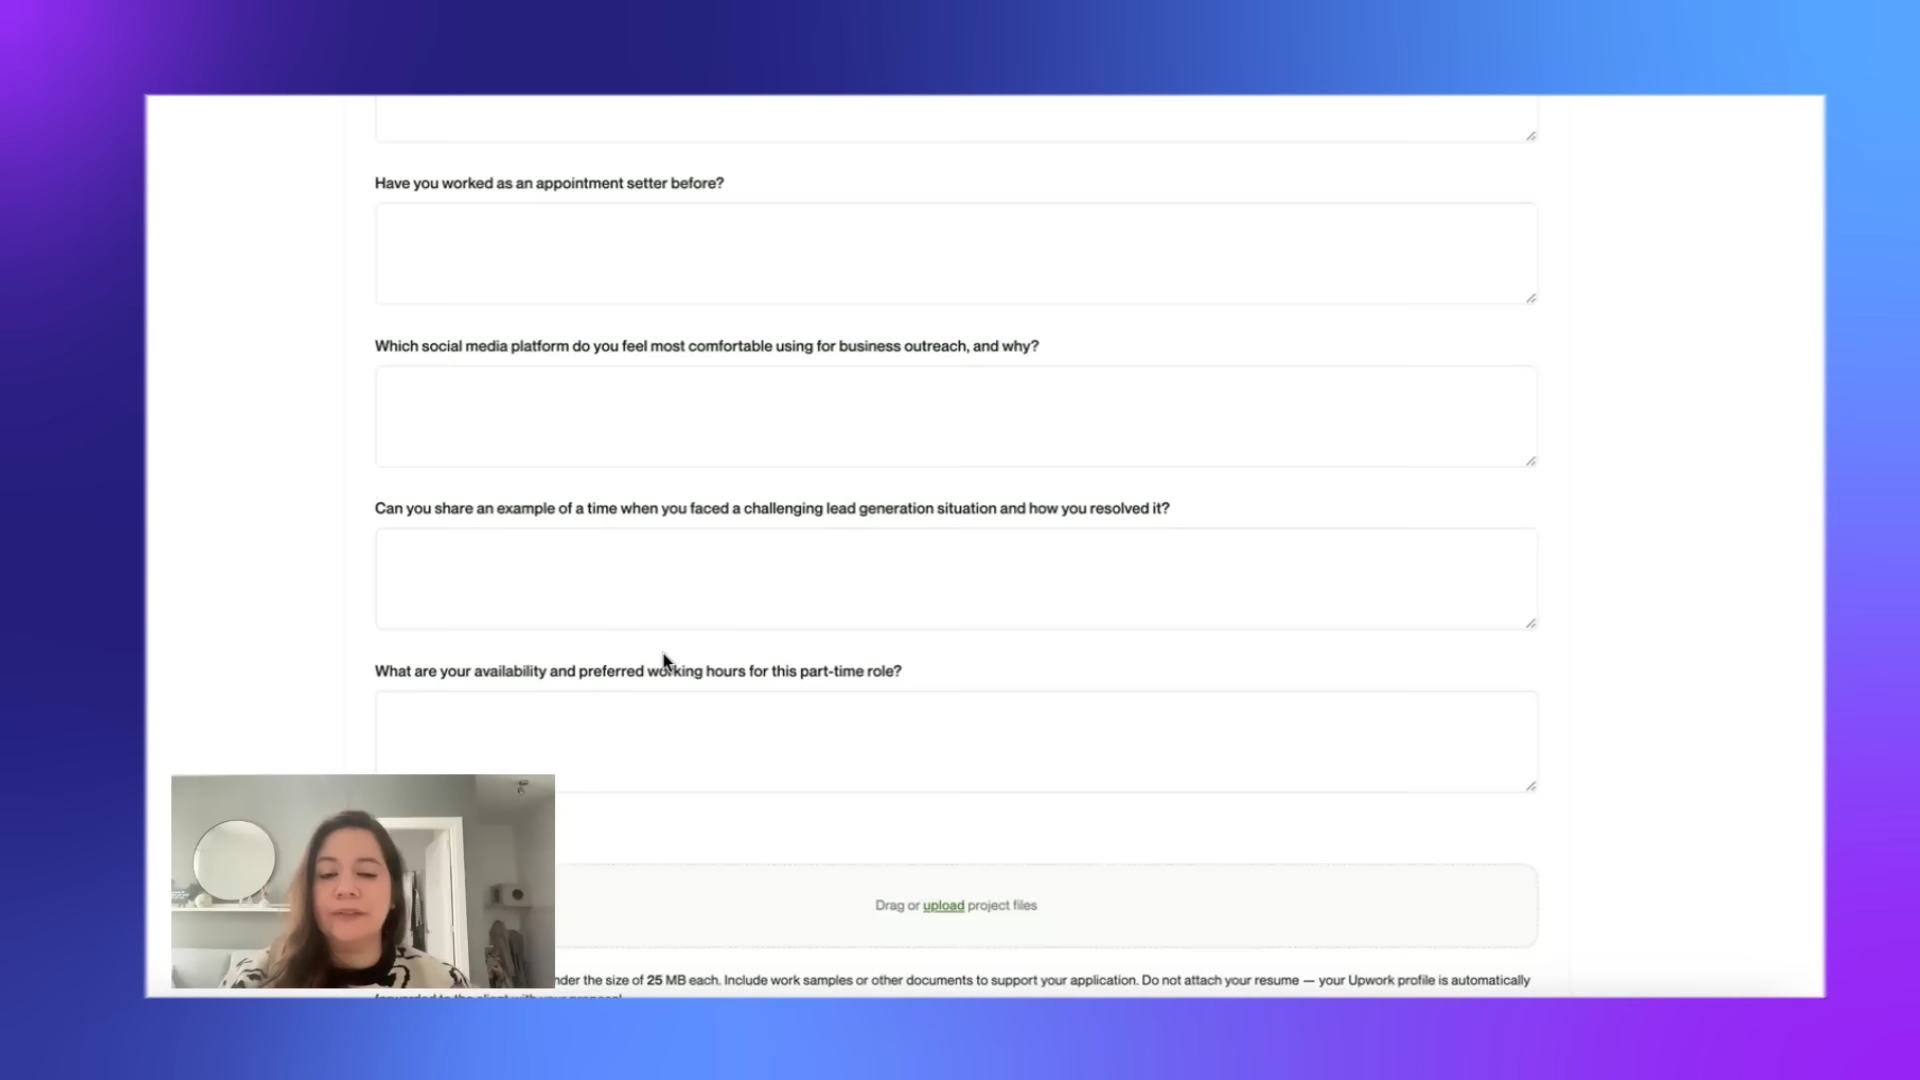 Have you worked as an appointment setter before?
Which social media platform do you feel most comfortable using for business outreach, and why?
Can you share an example of a time when you faced a challenging lead generation situation and how you resolved it?
What are your availability and preferred working hours for this part-time role?
Drag or upload project files
nder the size of 25 MB each. Include work samples or other documents to support your application. Do not attach your resume — your Upwork profile is automatically